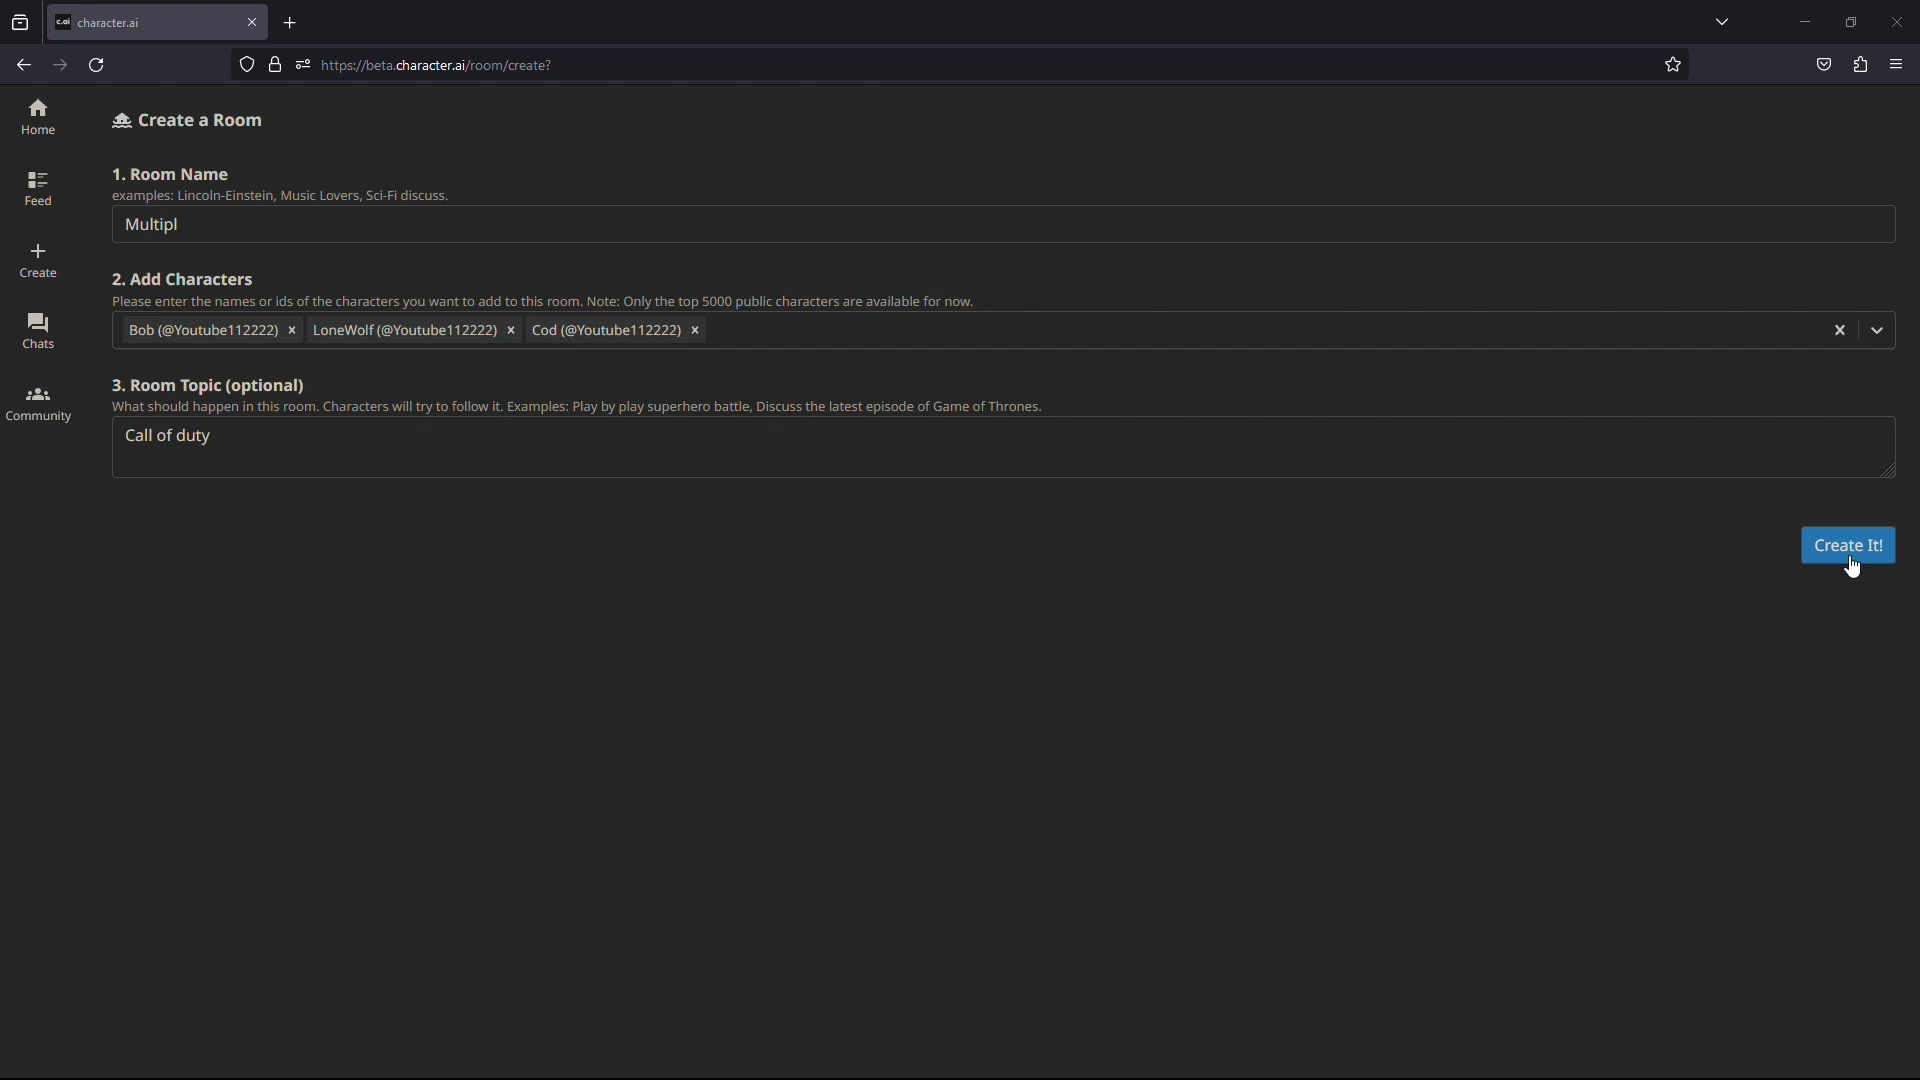 c.ai character.ai
https://beta.character.ai/room/create?
Home
Feed
Create
Chats
Community
Create a Room
1. Room Name
examples: Lincoln-Einstein, Music Lovers, Sci-Fi discuss.
Multipl
2. Add Characters
Please enter the names or ids of the characters you want to add to this room. Note: Only the top 5000 public characters are available for now.
Bob (@Youtube112222) × LoneWolf (@Youtube112222) × Cod (@Youtube112222) ×
3. Room Topic (optional)
What should happen in this room. Characters will try to follow it. Examples: Play by play superhero battle, Discuss the latest episode of Game of Thrones.
Call of duty
Create It!